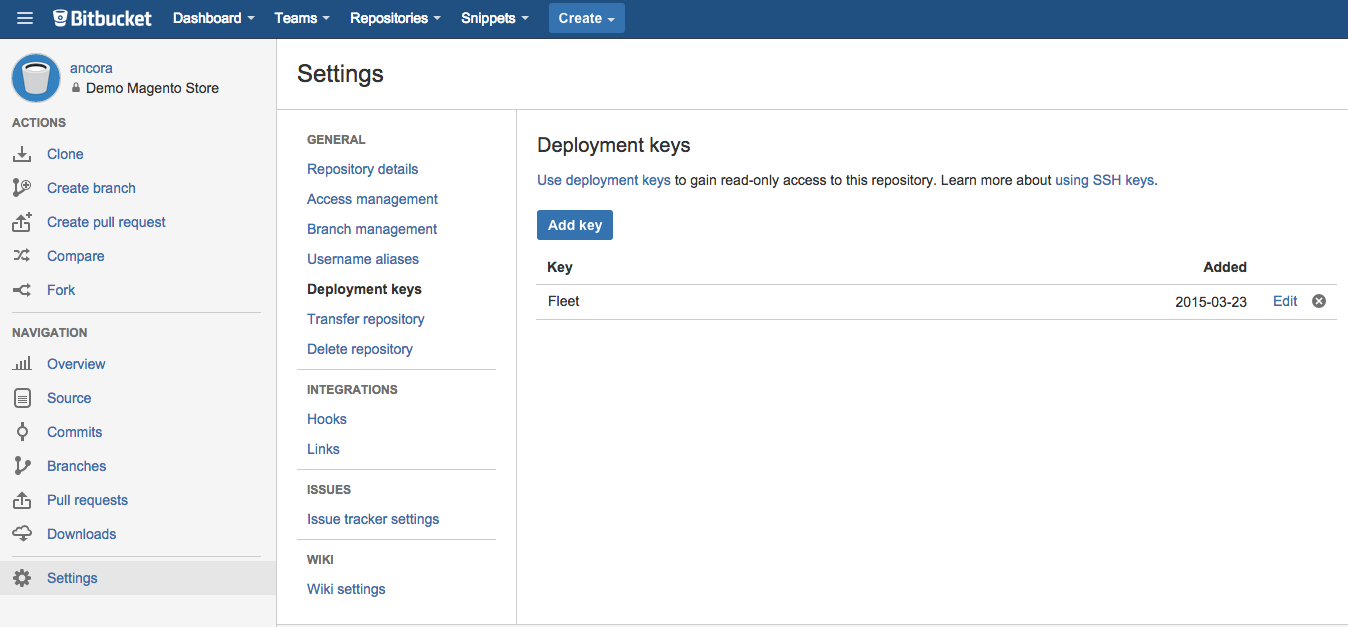 Bitbucket Dashboard Teams Repositories Snippets Create
ancora
Demo Magento Store
ACTIONS
Clone
Create branch
Create pull request
Compare
Fork
NAVIGATION
Overview
Source
Commits
Branches
Pull requests
Downloads
Settings
Settings
GENERAL
Repository details
Access management
Branch management
Username aliases
Deployment keys
Transfer repository
Delete repository
INTEGRATIONS
Hooks
Links
ISSUES
Issue tracker settings
WIKI
Wiki settings
Deployment keys
Use deployment keys to gain read-only access to this repository. Learn more about using SSH keys.
Add key
Key Added
Fleet 2015-03-23 Edit